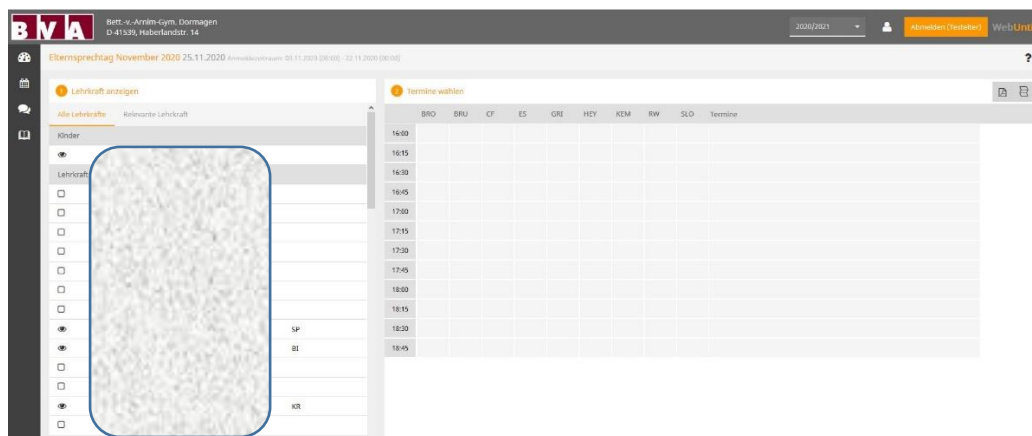 BVA
Bett.-v.-Arnim-Gym. Dormagen
D-41539, Haberlandstr. 14
2020/2021
Abmelden (Testeller)
WebUnti
Elternsprechtag November 2020 25.11.2020
?
1 Lehrkraft anzeigen
Alle Lehrkräfte Relevante Lehrkraft
Kinder
Lehrkraft
SP
BI
KR
2 Termine wählen
BRO BRU CF ES GRI HEY KEM RW SLO Termine
16:00
16:15
16:30
16:45
17:00
17:15
17:30
17:45
18:00
18:15
18:30
18:45